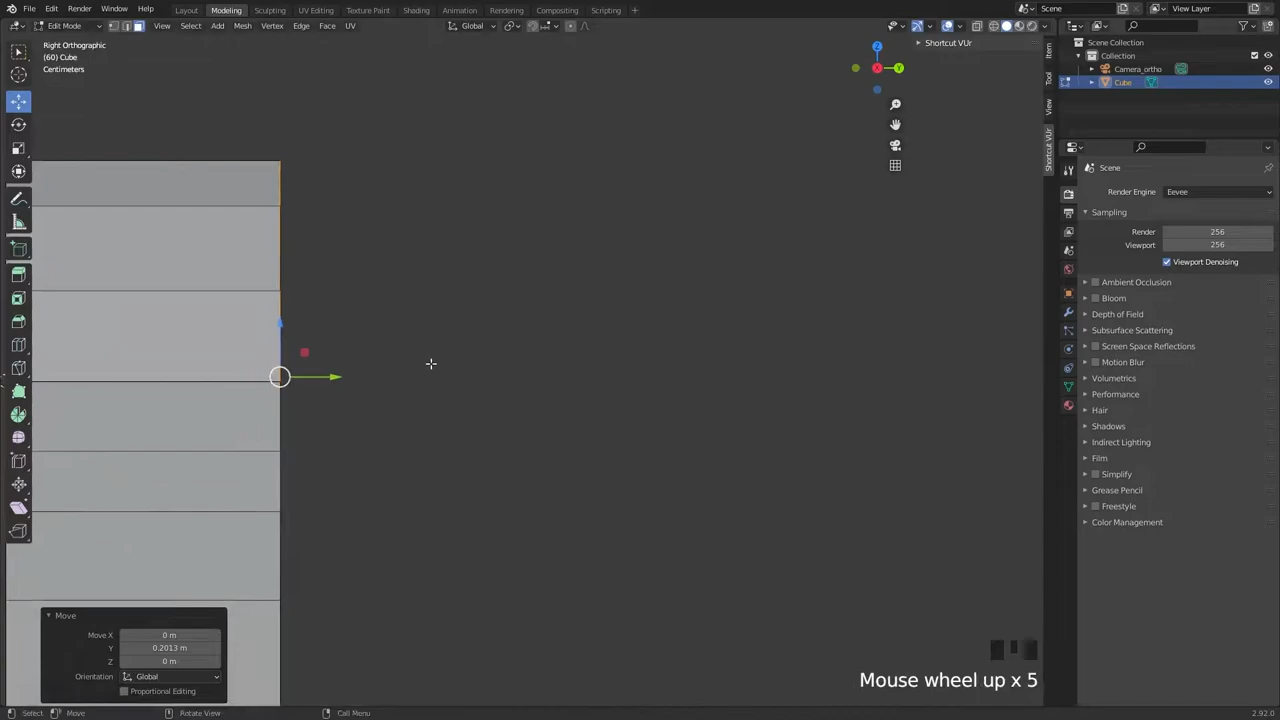 File Edit Render Window Help Layout Modeling Sculpting UV Editing Texture Paint Shading Animation Rendering Compositing Scripting + Scene View Layer
Edit Mode View Select Add Mesh Vertex Edge Face UV Global
Right Orthographic
(60) Cube
Centimeters
Shortcut VUr
Item
Tool
View
Shortcut VUr
Z
X
Y
Scene Collection
Collection
Camera_ortho
Cube
Scene
Render Engine Eevee
Sampling
Render 256
Viewport 256
Viewport Denoising
Ambient Occlusion
Bloom
Depth of Field
Subsurface Scattering
Screen Space Reflections
Motion Blur
Volumetrics
Performance
Hair
Shadows
Indirect Lighting
Film
Simplify
Grease Pencil
Freestyle
Color Management
Move
Move X 0 m
Y 0.2013 m
Z 0 m
Orientation Global
Proportional Editing
Mouse wheel up x 5
Select Move Rotate View Call Menu 2.92.0